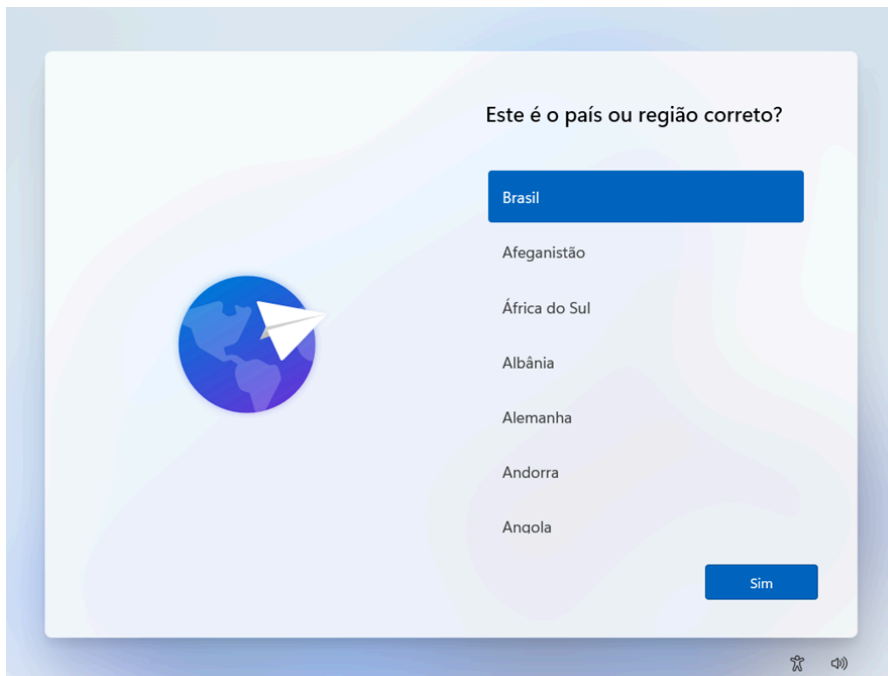 Este é o país ou região correto?
Brasil
Afeganistão
África do Sul
Albânia
Alemanha
Andorra
Angola
Sim